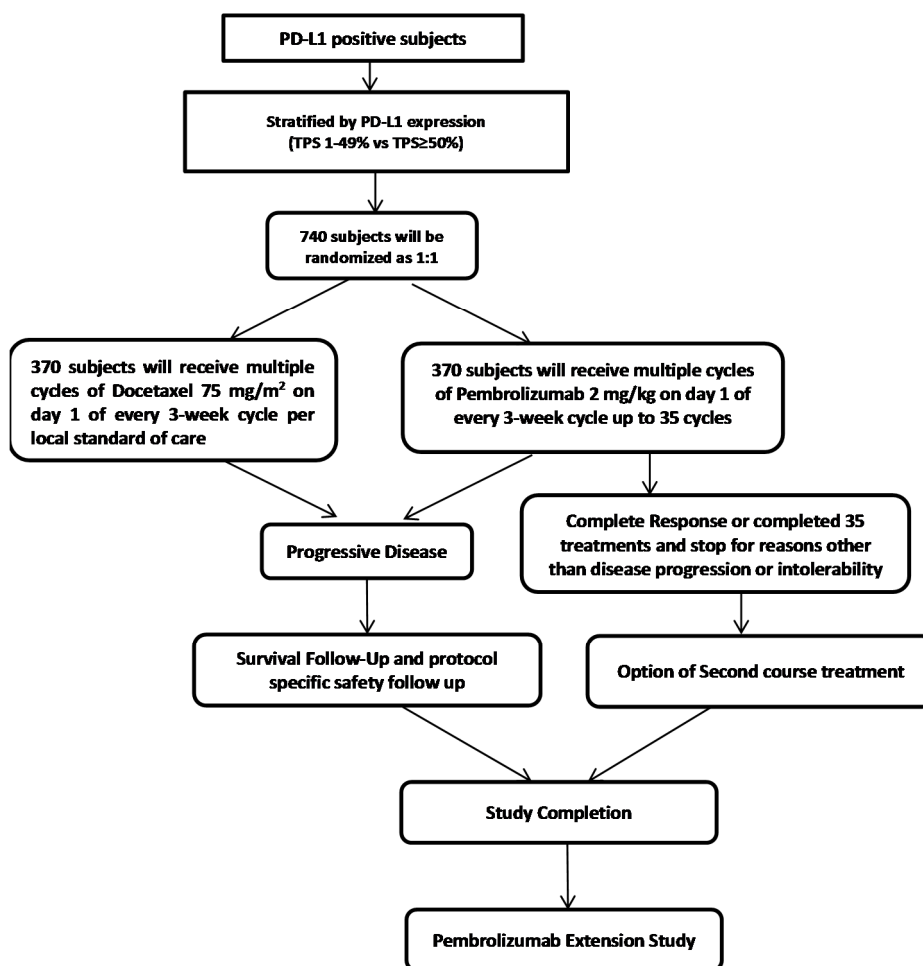 PD-L1 positive subjects
Stratified by PD-L1 expression
(TPS 1-49% vs TPS≥50%)
740 subjects will be
randomized as 1:1
370 subjects will receive multiple
cycles of Docetaxel 75 mg/m² on
day 1 of every 3-week cycle per
local standard of care
370 subjects will receive multiple cycles
of Pembrolizumab 2 mg/kg on day 1 of
every 3-week cycle up to 35 cycles
Progressive Disease
Complete Response or completed 35
treatments and stop for reasons other
than disease progression or intolerability
Survival Follow-Up and protocol
specific safety follow up
Option of Second course treatment
Study Completion
Pembrolizumab Extension Study